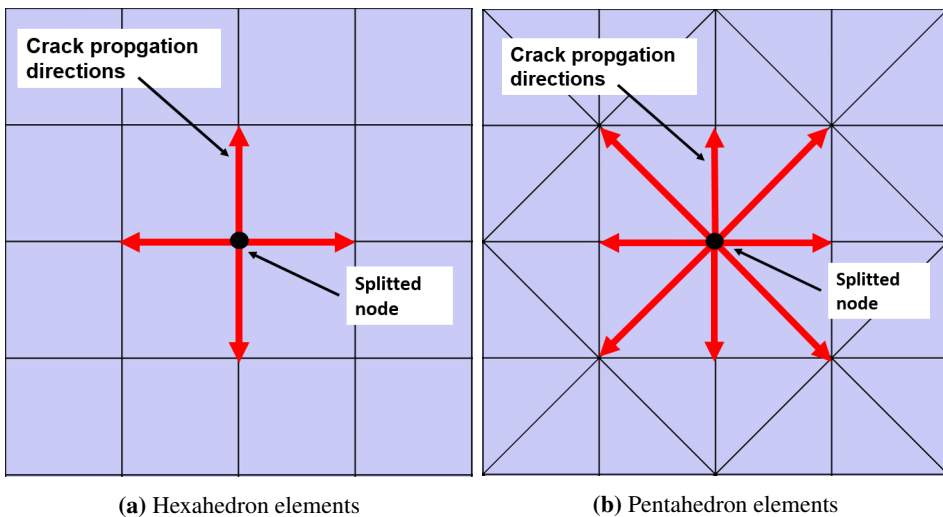 Crack propgation
directions
Splitted
node
(a) Hexahedron elements
Crack propgation
directions
Splitted
node
(b) Pentahedron elements